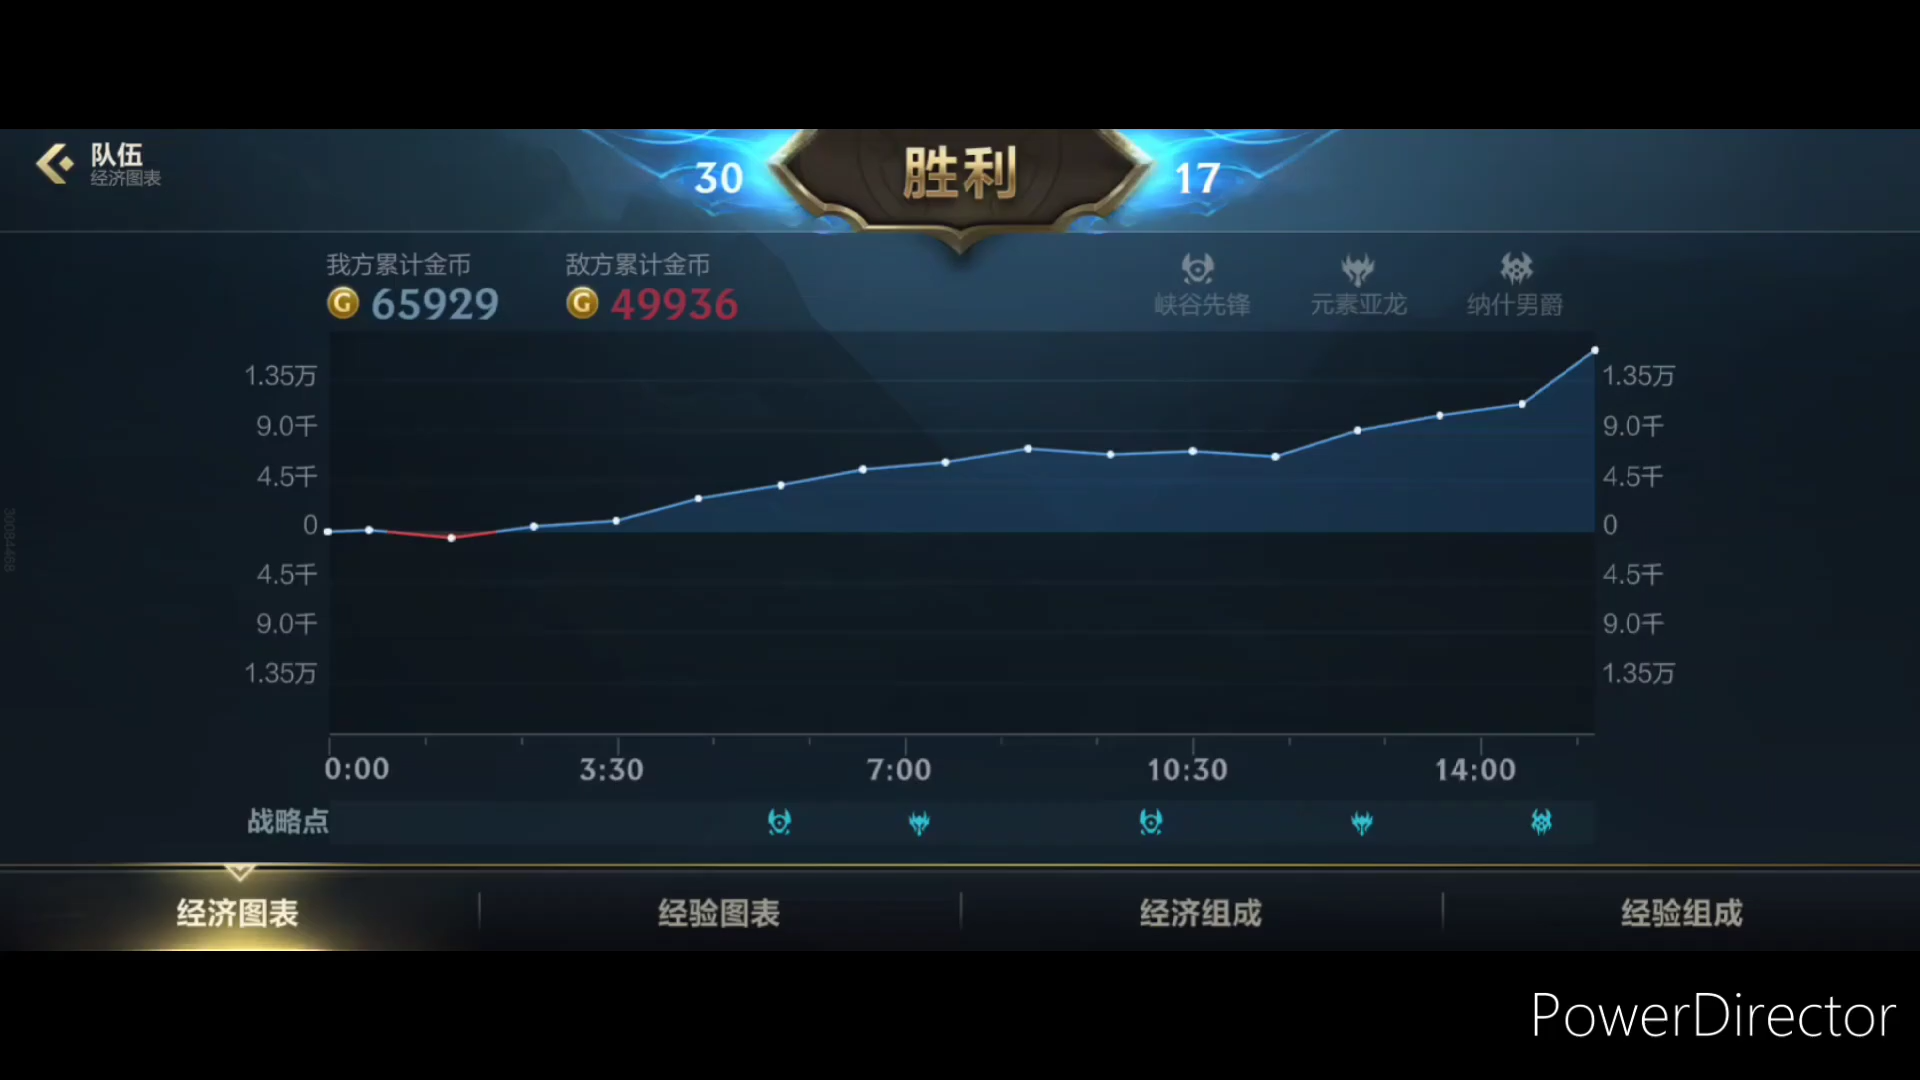 队伍
经济图表
30
胜利
17
我方累计金币
敌方累计金币
G 65929
G 49936
峡谷先锋
元素亚龙
纳什男爵
1.35万
1.35万
9.0千
9.0千
4.5千
4.5千
0
0
4.5千
4.5千
9.0千
9.0千
1.35万
1.35万
0:00
3:30
7:00
10:30
14:00
战略点
经济图表
经验图表
经济组成
经验组成
PowerDirector